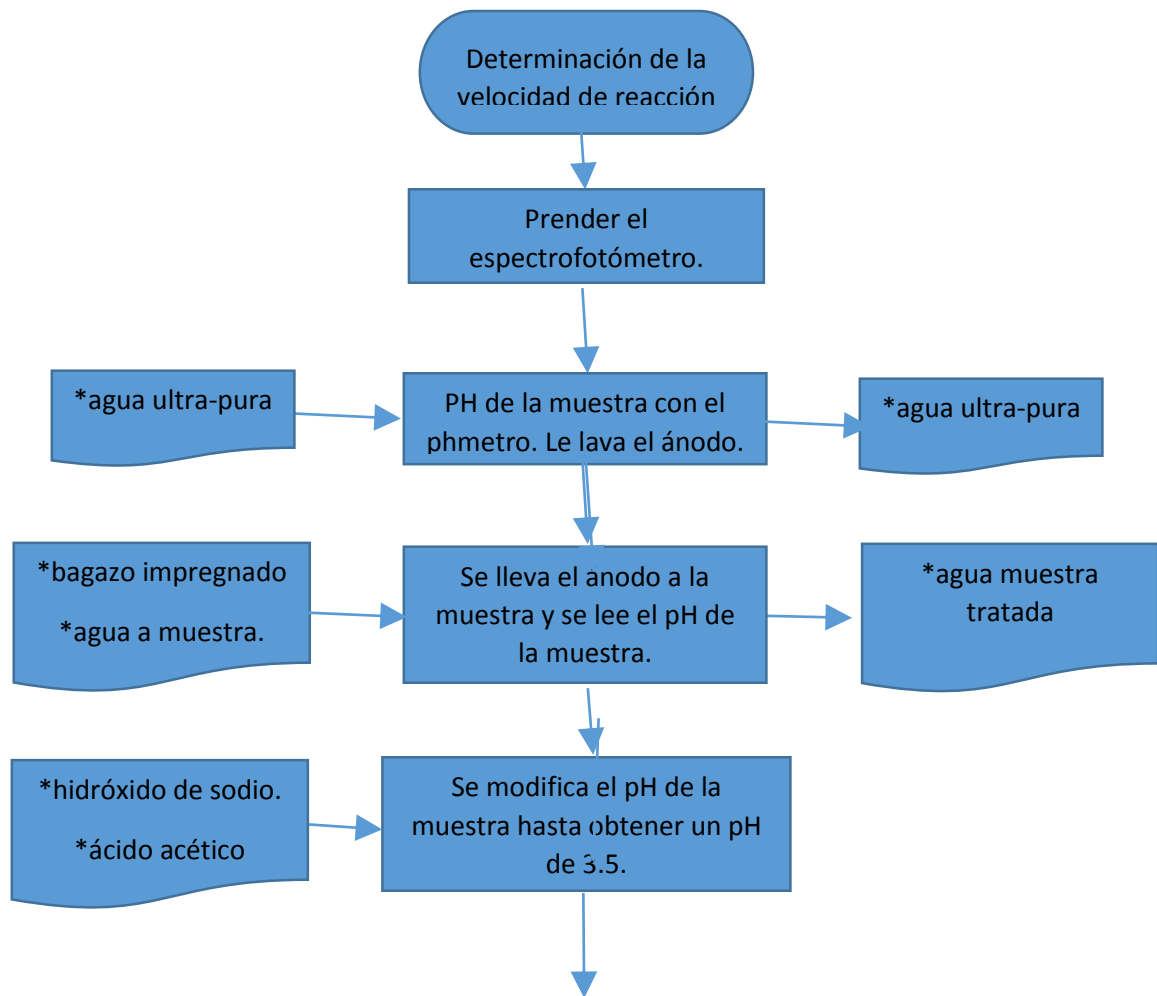 Determinación de la
velocidad de reacción
Prender el
espectrofotómetro.
*agua ultra-pura
PH de la muestra con el
phmetro. Le lava el ánodo.
*agua ultra-pura
*bagazo impregnado
*agua a muestra.
Se lleva el ánodo a la
muestra y se lee el pH de
la muestra.
*agua muestra
tratada
*hidróxido de sodio.
*ácido acético
Se modifica el pH de la
muestra hasta obtener un pH
de 3.5.